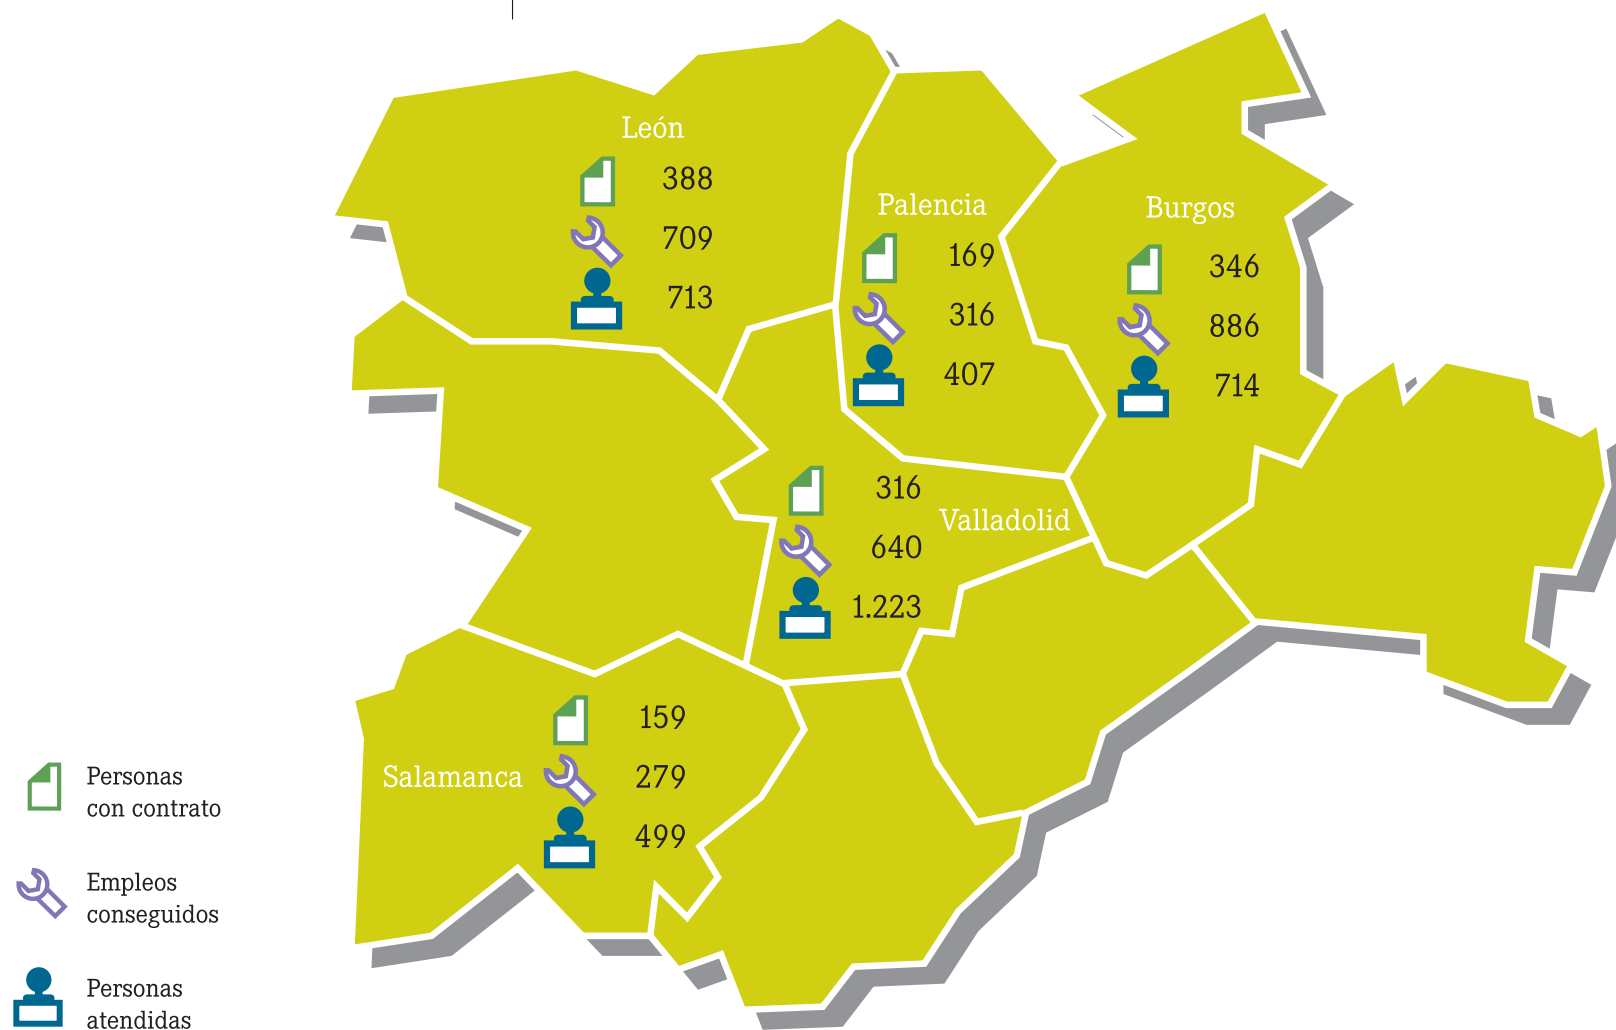 León
388
709
713
Palencia
169
316
407
Burgos
346
886
714
316
Valladolid
640
1.223
159
Salamanca
279
499
Personas
con contrato
Empleos
conseguidos
Personas
atendidas